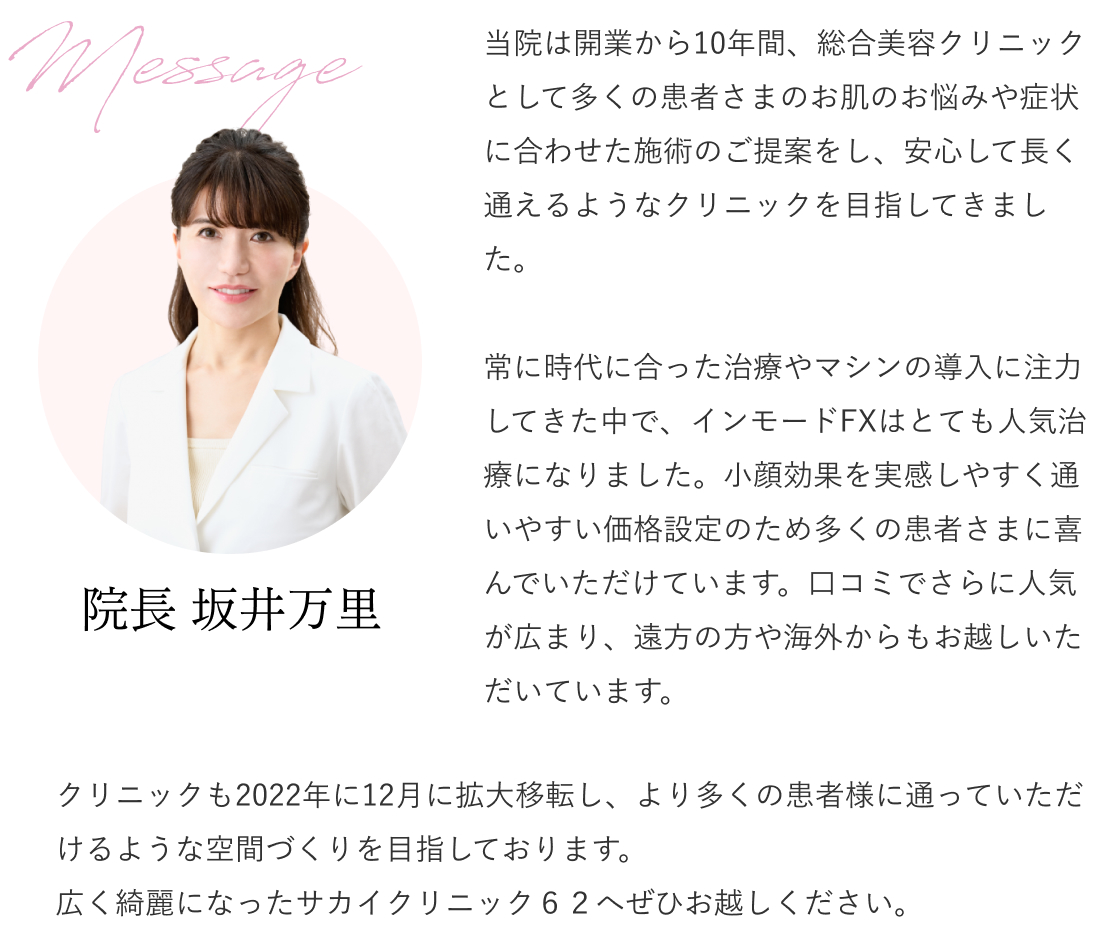 Message
当院は開業から10年間、総合美容クリニック
として多くの患者さまのお肌のお悩みや症状
に合わせた施術のご提案をし、安心して長く
通えるようなクリニックを目指してきまし
た。
常に時代に合った治療やマシンの導入に注力
してきた中で、インモードFXはとても人気治
療になりました。小顔効果を実感しやすく通
いやすい価格設定のため多くの患者さまに喜
んでいただけています。口コミでさらに人気
が広まり、遠方の方や海外からもお越しいた
だいています。
院長 坂井万里
クリニックも2022年に12月に拡大移転し、より多くの患者様に通っていただ
けるような空間づくりを目指しております。
広く綺麗になったサカイクリニック６２へぜひお越しください。